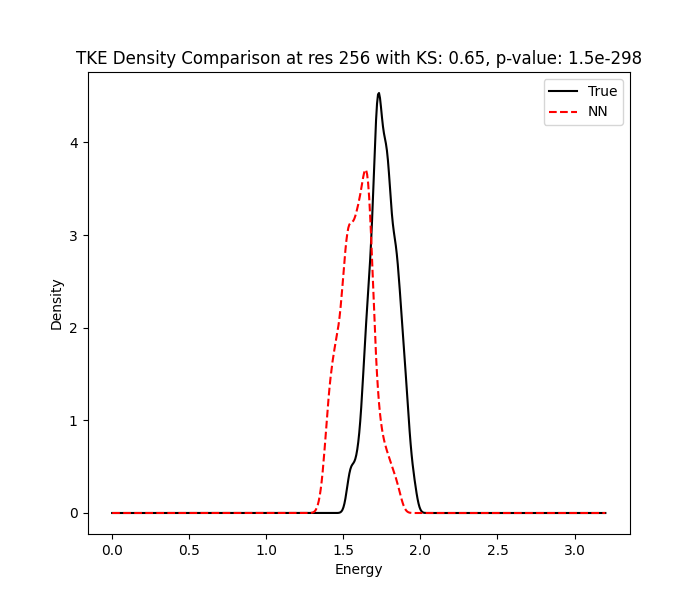 TKE Density Comparison at res 256 with KS: 0.65, p-value: 1.5e-298
True
NN
4
3
2
1
0
Density
0.0 0.5 1.0 1.5 2.0 2.5 3.0
Energy